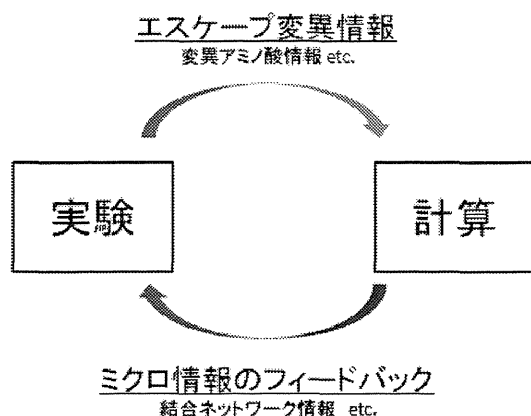 エスケープ変異情報
変異アミノ酸情報 etc.
実験
計算
ミクロ情報のフィードバック
結合ネットワーク情報 etc.